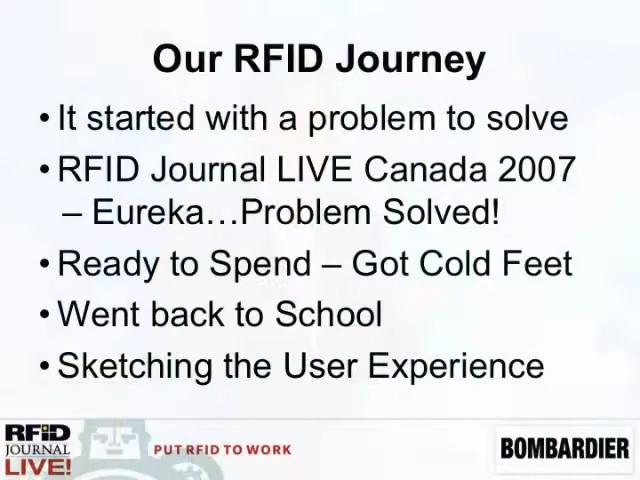 Our RFID Journey
• It started with a problem to solve
• RFID Journal LIVE Canada 2007
– Eureka…Problem Solved!
• Ready to Spend – Got Cold Feet
• Went back to School
• Sketching the User Experience
RFID
JOURNAL
LIVE!
PUT RFID TO WORK
BOMBARDIER